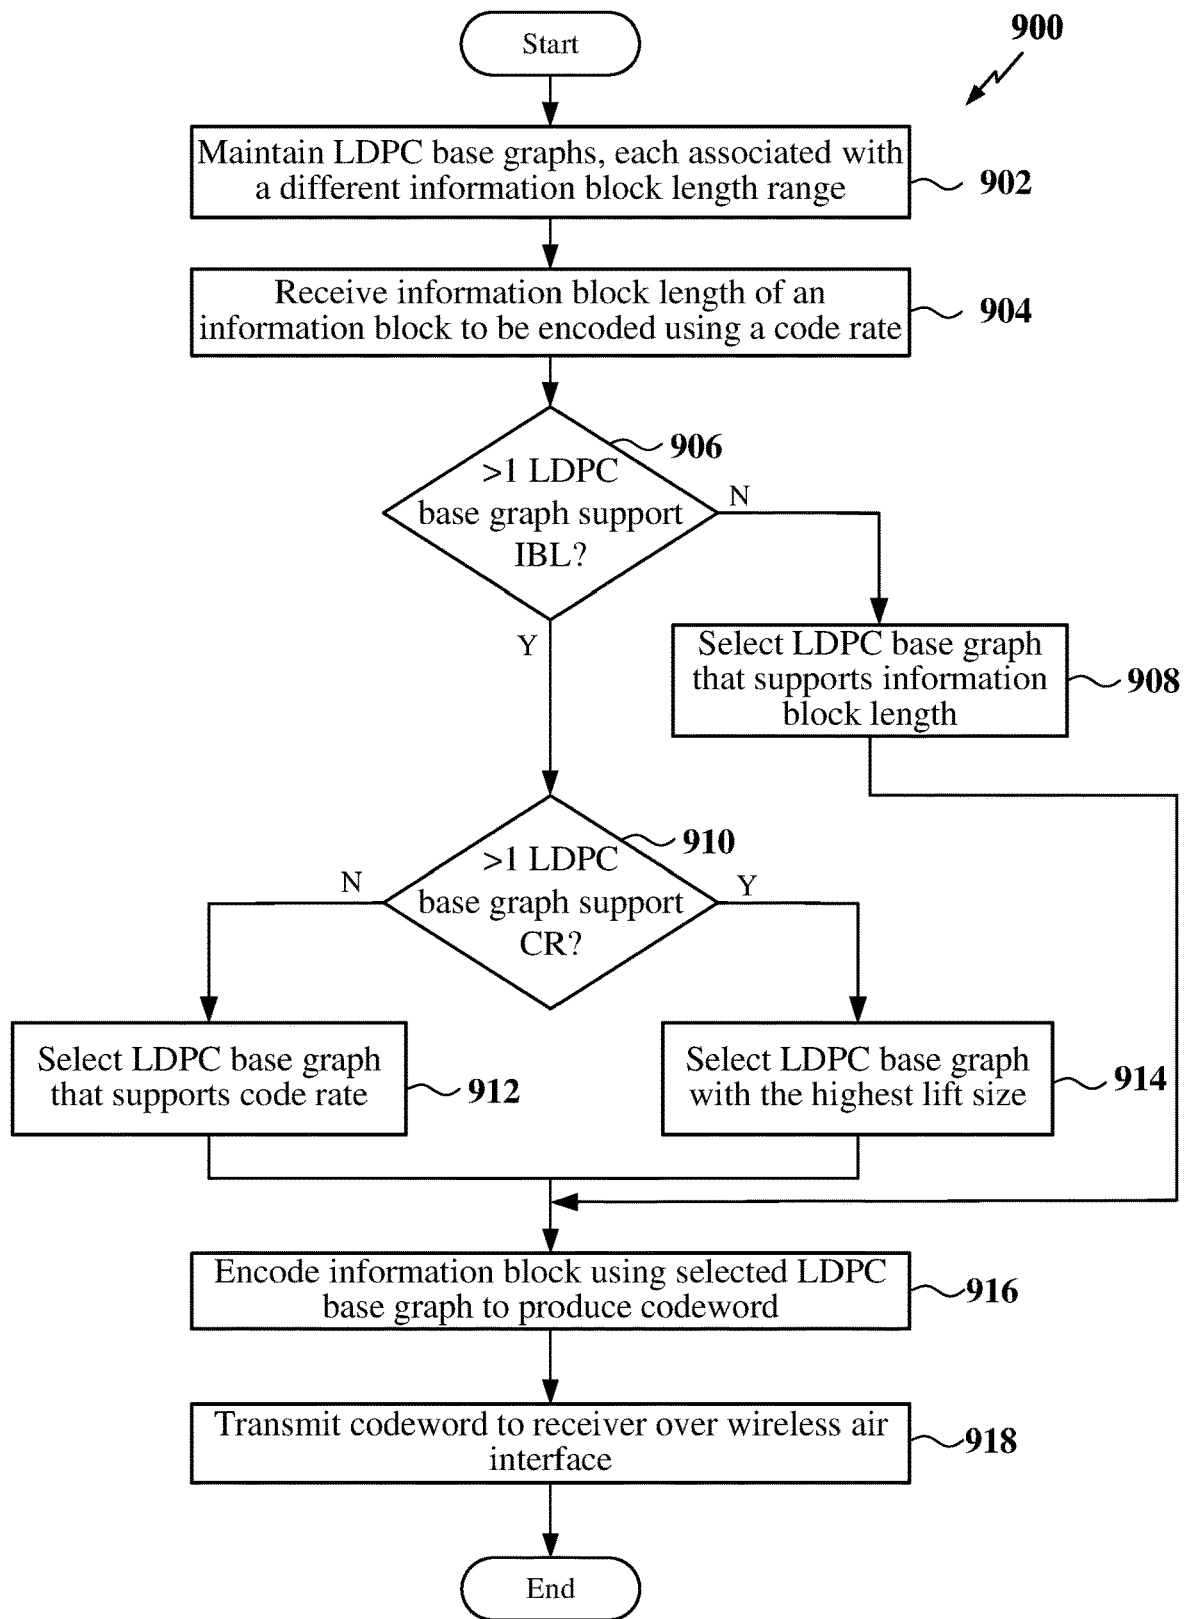 900
Start
Maintain LDPC base graphs, each associated with
a different information block length range
902
Receive information block length of an
information block to be encoded using a code rate
904
906
>1 LDPC
base graph support
IBL?
N
Y
Select LDPC base graph
that supports information
block length
908
910
>1 LDPC
base graph support
CR?
N
Y
Select LDPC base graph
that supports code rate
912
Select LDPC base graph
with the highest lift size
914
Encode information block using selected LDPC
base graph to produce codeword
916
Transmit codeword to receiver over wireless air
interface
918
End